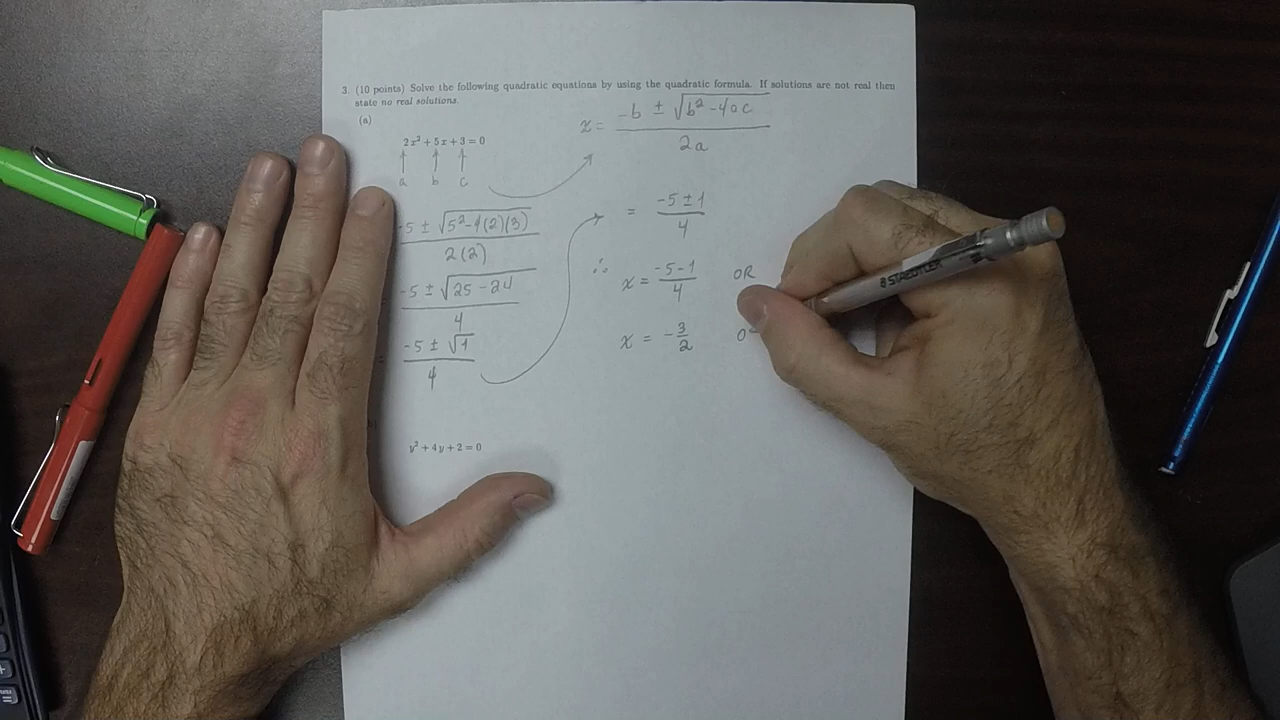 3. (10 points) Solve the following quadratic equations by using the quadratic formula. If solutions are not real then
state no real solutions.
(a)
2x² + 5x + 3 = 0
a b c
x = (-b ± √(b² - 4ac)) / 2a
-5 ± √(5² - 4(2)(3)) / 2(2)
-5 ± √(25 - 24) / 4
= (-5 ± √1) / 4
= (-5 ± 1) / 4
∴ x = (-5 - 1) / 4 OR
x = -3/2
y² + 4y + 2 = 0
STAEDTLER